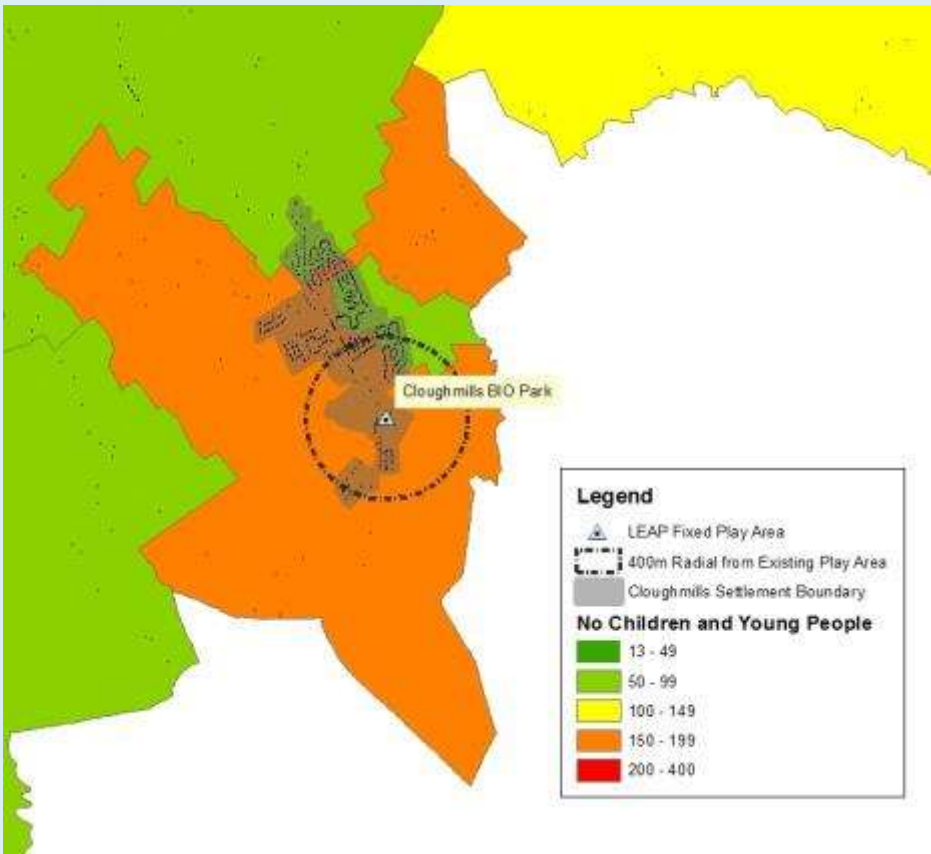 Cloughmills BIO Park
Legend
LEAP Fixed Play Area
400m Radial from Existing Play Area
Cloughmills Settlement Boundary
No Children and Young People
13 - 49
50 - 99
100 - 149
150 - 199
200 - 400